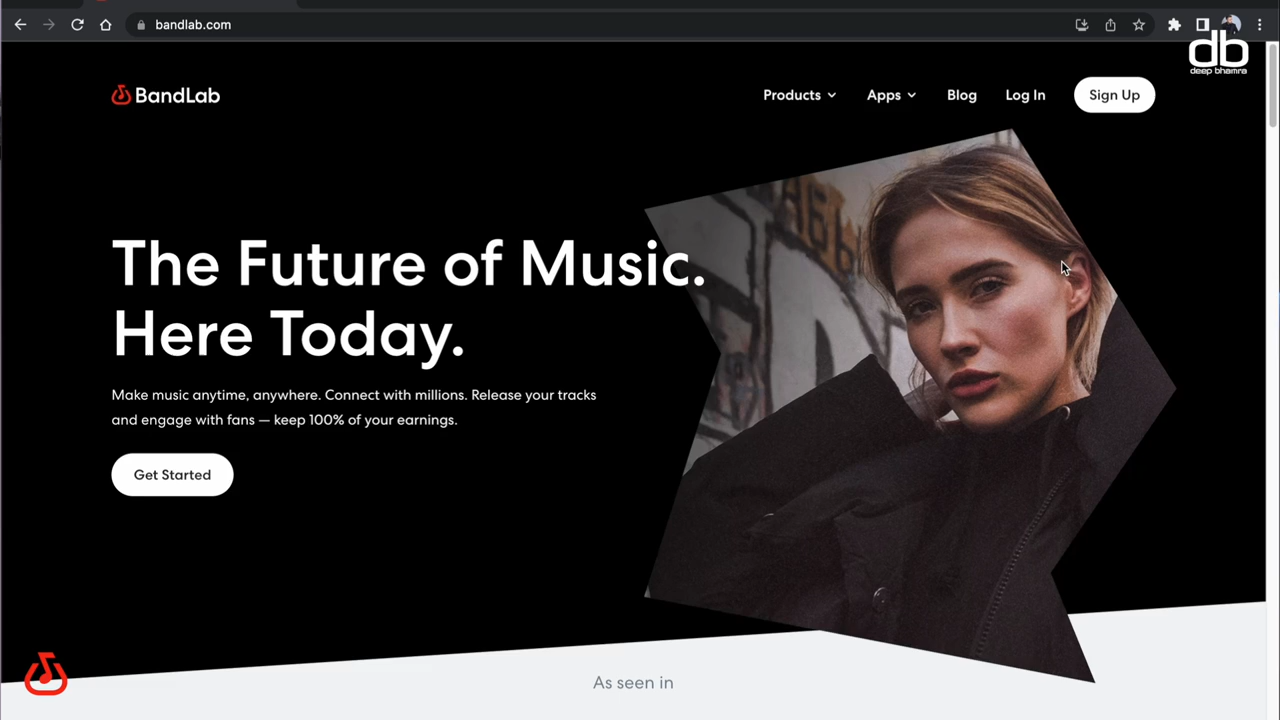 bandlab.com
db
deep bhamra
BandLab
Products
Apps
Blog
Log In
Sign Up
The Future of Music.
Here Today.
Make music anytime, anywhere. Connect with millions. Release your tracks
and engage with fans — keep 100% of your earnings.
Get Started
As seen in